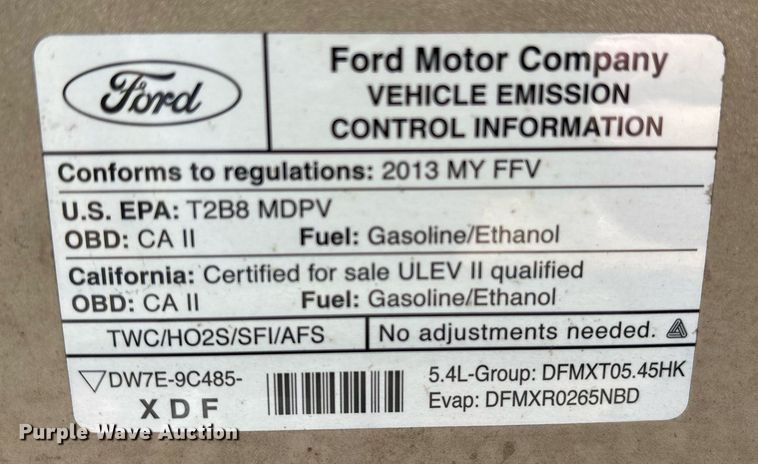 Ford
Ford Motor Company
VEHICLE EMISSION
CONTROL INFORMATION
Conforms to regulations: 2013 MY FFV
U.S. EPA: T2B8 MDPV
OBD: CA II Fuel: Gasoline/Ethanol
California: Certified for sale ULEV II qualified
OBD: CA II Fuel: Gasoline/Ethanol
TWC/HO2S/SFI/AFS No adjustments needed.
DW7E-9C485-
XDF
5.4L-Group: DFMXT05.45HK
Evap: DFMXR0265NBD
Purple Wave Auction